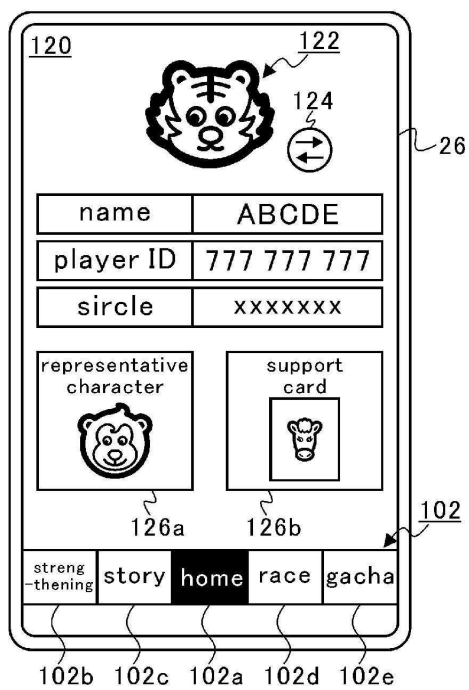 120
122
124
26
name ABCDE
player ID 777 777 777
sircle xxxxxxx
representative
character
support
card
126a 126b 102
streng
-thening story home race gacha
102b 102c 102a 102d 102e